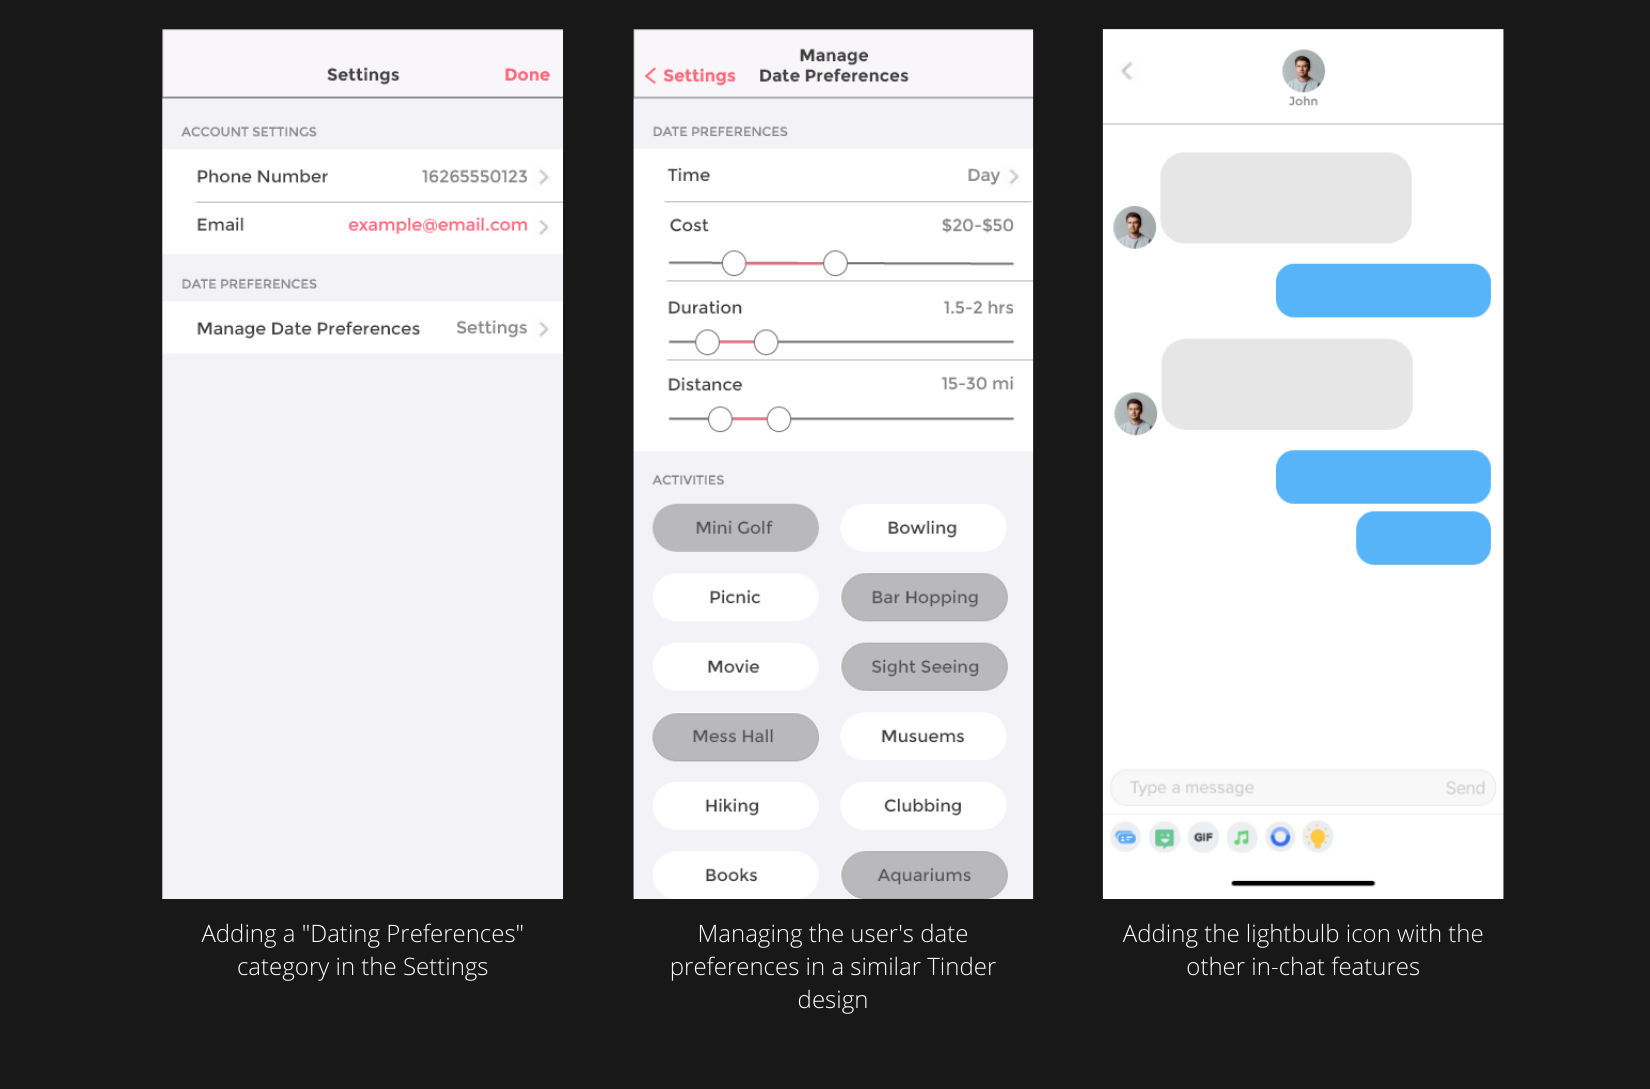 Settings
Done
ACCOUNT SETTINGS
Phone Number 16265550123
Email example@email.com
DATE PREFERENCES
Manage Date Preferences Settings
Manage
Settings Date Preferences
DATE PREFERENCES
Time Day
Cost $20-$50
Duration 1.5-2 hrs
Distance 15-30 mi
ACTIVITIES
Mini Golf Bowling
Picnic Bar Hopping
Movie Sight Seeing
Mess Hall Musuems
Hiking Clubbing
Books Aquariums
John
Type a message Send
GIF
Adding a "Dating Preferences"
category in the Settings
Managing the user's date
preferences in a similar Tinder
design
Adding the lightbulb icon with the
other in-chat features